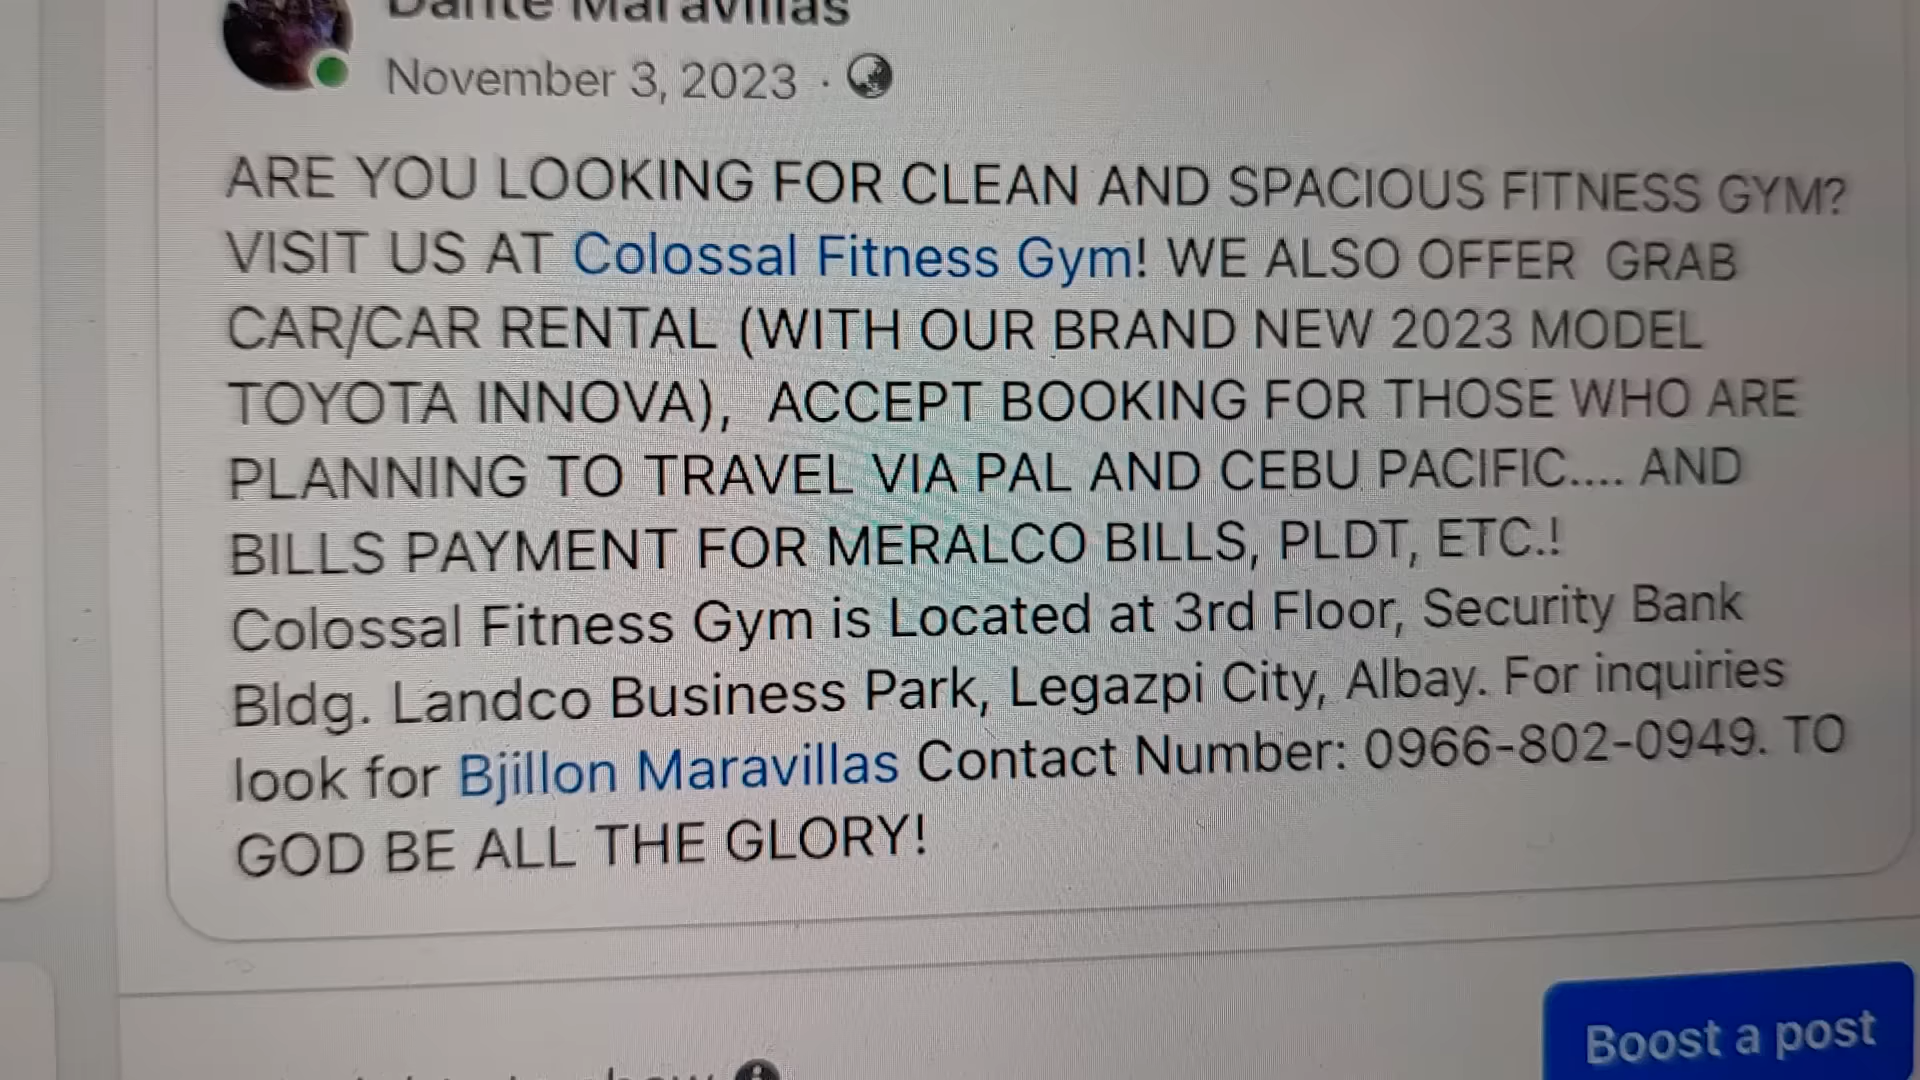 Dante Maravillas
November 3, 2023 ·
ARE YOU LOOKING FOR CLEAN AND SPACIOUS FITNESS GYM?
VISIT US AT Colossal Fitness Gym! WE ALSO OFFER GRAB
CAR/CAR RENTAL (WITH OUR BRAND NEW 2023 MODEL
TOYOTA INNOVA), ACCEPT BOOKING FOR THOSE WHO ARE
PLANNING TO TRAVEL VIA PAL AND CEBU PACIFIC.... AND
BILLS PAYMENT FOR MERALCO BILLS, PLDT, ETC.!
Colossal Fitness Gym is Located at 3rd Floor, Security Bank
Bldg. Landco Business Park, Legazpi City, Albay. For inquiries
look for Bjillon Maravillas Contact Number: 0966-802-0949. TO
GOD BE ALL THE GLORY!
Boost a post